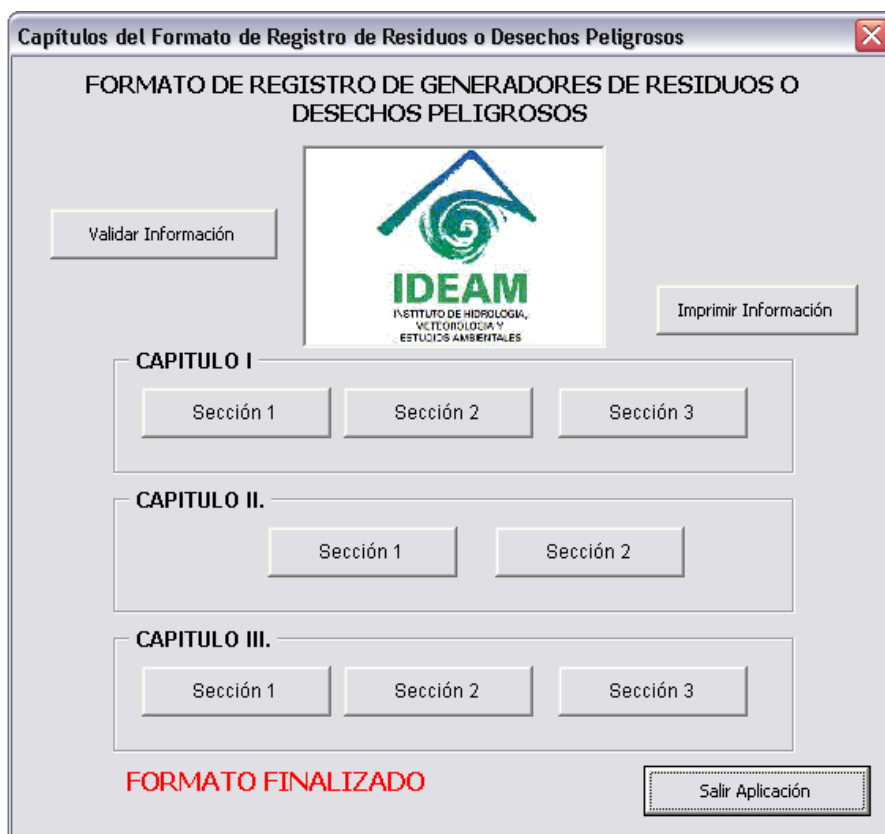 Capítulos del Formato de Registro de Residuos o Desechos Peligrosos
FORMATO DE REGISTRO DE GENERADORES DE RESIDUOS O
DESECHOS PELIGROSOS
Validar Información
IDEAM
INSTITUTO DE HIDROLOGIA,
METEOROLOGIA Y
ESTUDIOS AMBIENTALES
Imprimir Información
CAPITULO I
Sección 1
Sección 2
Sección 3
CAPITULO II.
Sección 1
Sección 2
CAPITULO III.
Sección 1
Sección 2
Sección 3
FORMATO FINALIZADO
Salir Aplicación